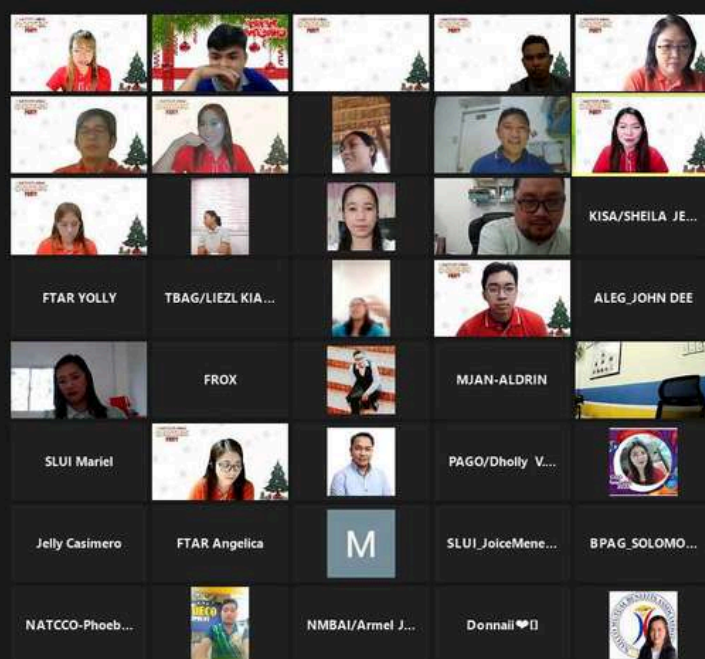 KISA/SHEILA JE...
FTAR YOLLY
TBAG/LIEZL KIA...
ALEG_JOHN DEE
FROX
MJAN-ALDRIN
SLUI Mariel
PAGO/Dholly V....
Jelly Casimero
FTAR Angelica
M
SLUI_JoiceMene...
BPAG_SOLOMO...
NATCCO-Phoeb...
NMBAI/Armel J...
Donnaii❤